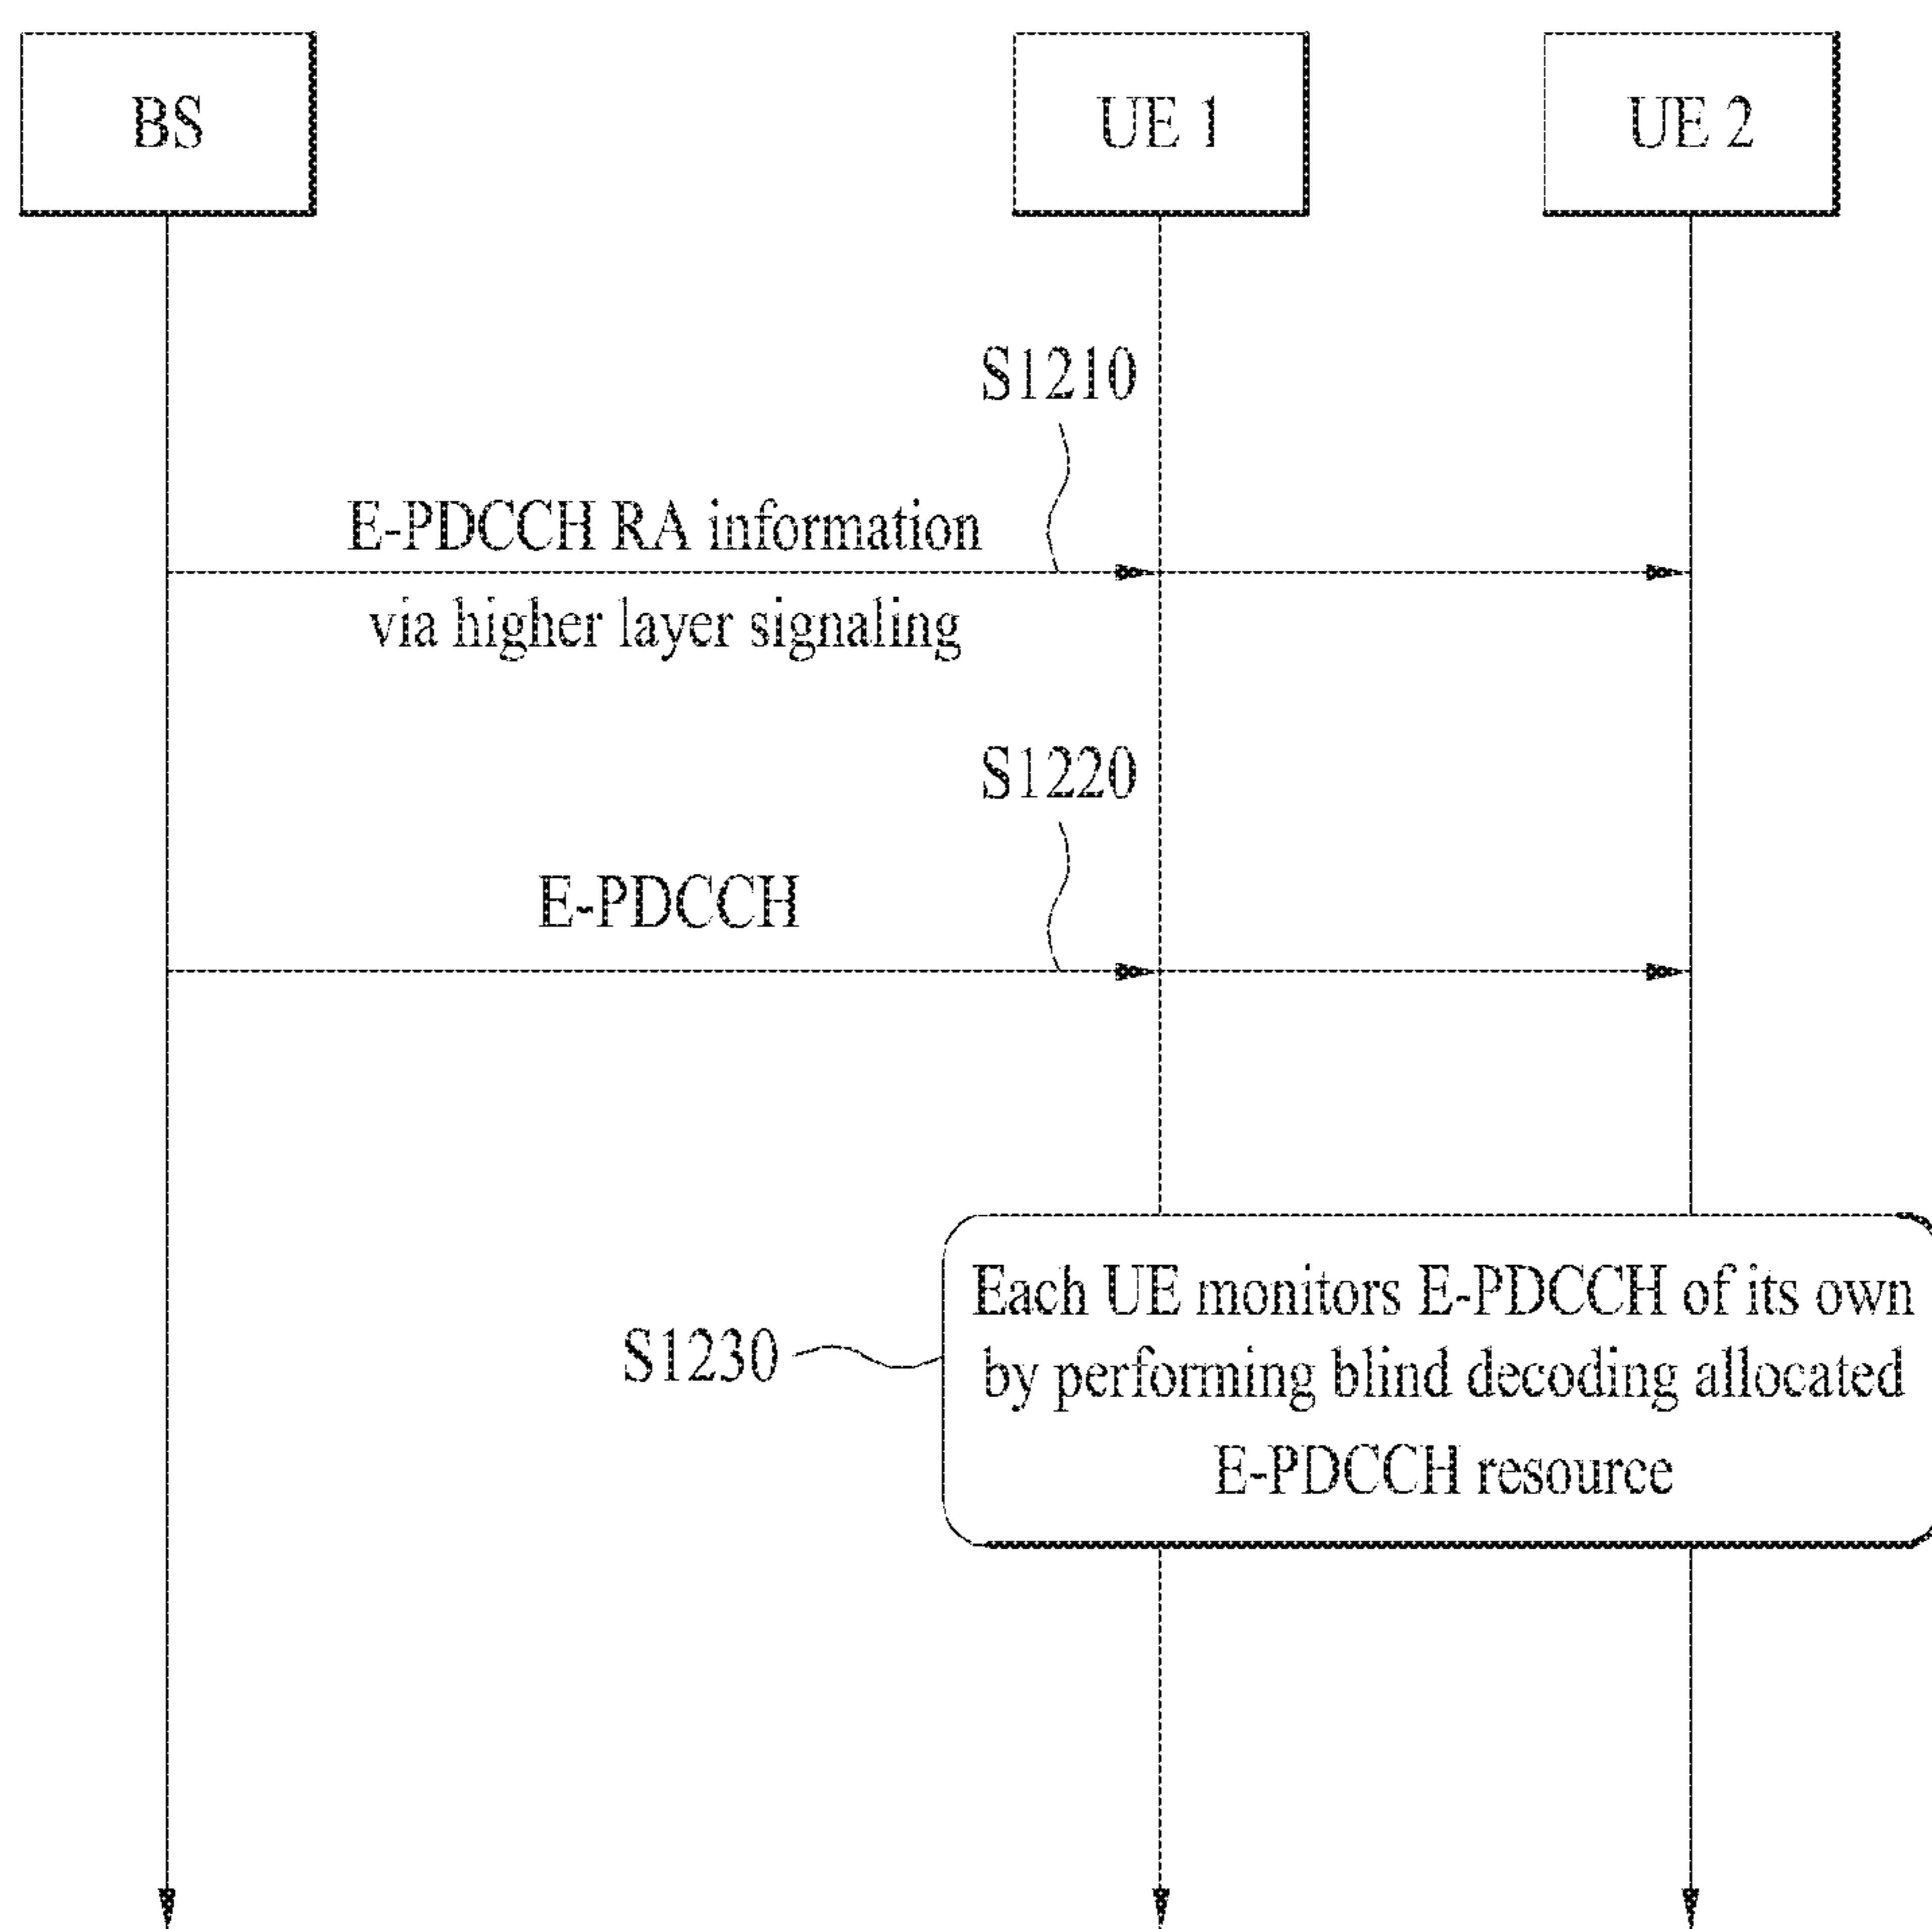 BS
UE 1
UE 2
S1210
E-PDCCH RA information
via higher layer signaling
S1220
E-PDCCH
S1230
Each UE monitors E-PDCCH of its own
by performing blind decoding allocated
E-PDCCH resource